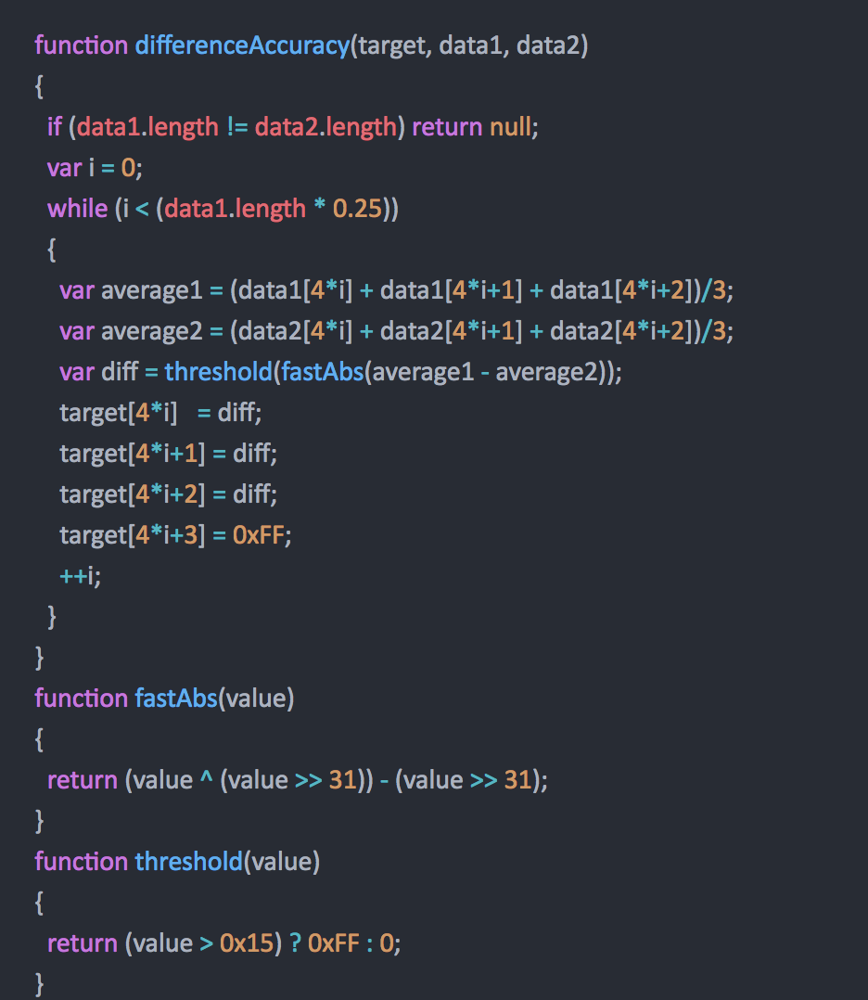 function differenceAccuracy(target, data1, data2)
{
if (data1.length != data2.length) return null;
var i = 0;
while (i < (data1.length * 0.25))
{
var average1 = (data1[4*i] + data1[4*i+1] + data1[4*i+2])/3;
var average2 = (data2[4*i] + data2[4*i+1] + data2[4*i+2])/3;
var diff = threshold(fastAbs(average1 - average2));
target[4*i]   = diff;
target[4*i+1] = diff;
target[4*i+2] = diff;
target[4*i+3] = 0xFF;
++i;
}
}
function fastAbs(value)
{
return (value ^ (value >> 31)) - (value >> 31);
}
function threshold(value)
{
return (value > 0x15) ? 0xFF : 0;
}